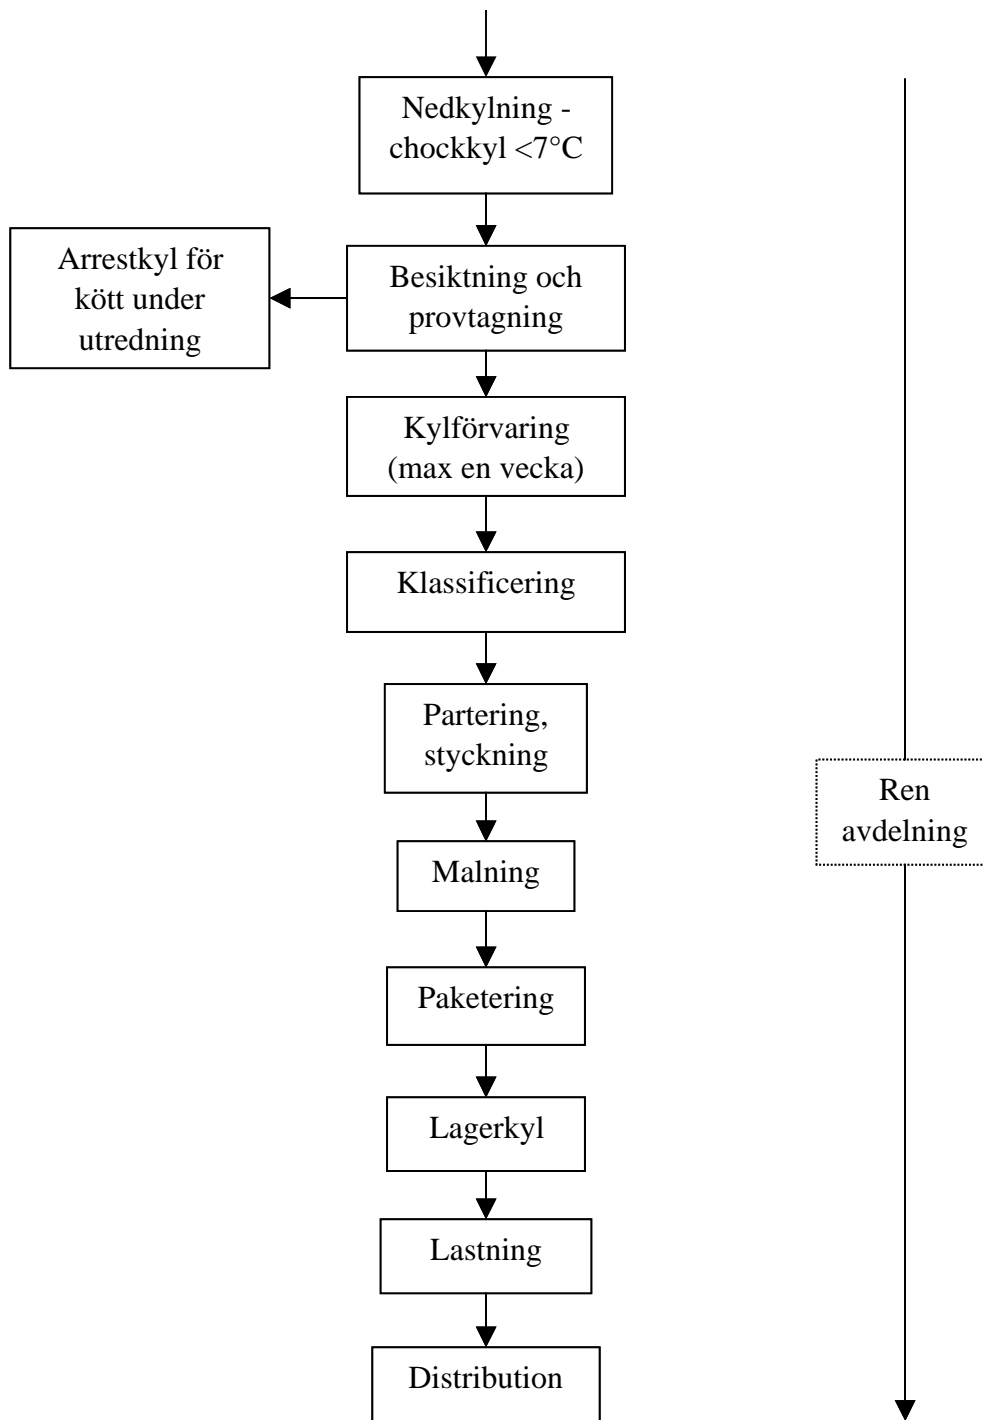 Nedkylning -
chockkyl <7°C
Arrestkyl för
kött under
utredning
Besiktning och
provtagning
Kylförvaring
(max en vecka)
Klassificering
Partering,
styckning
Ren
avdelning
Malning
Paketering
Lagerkyl
Lastning
Distribution